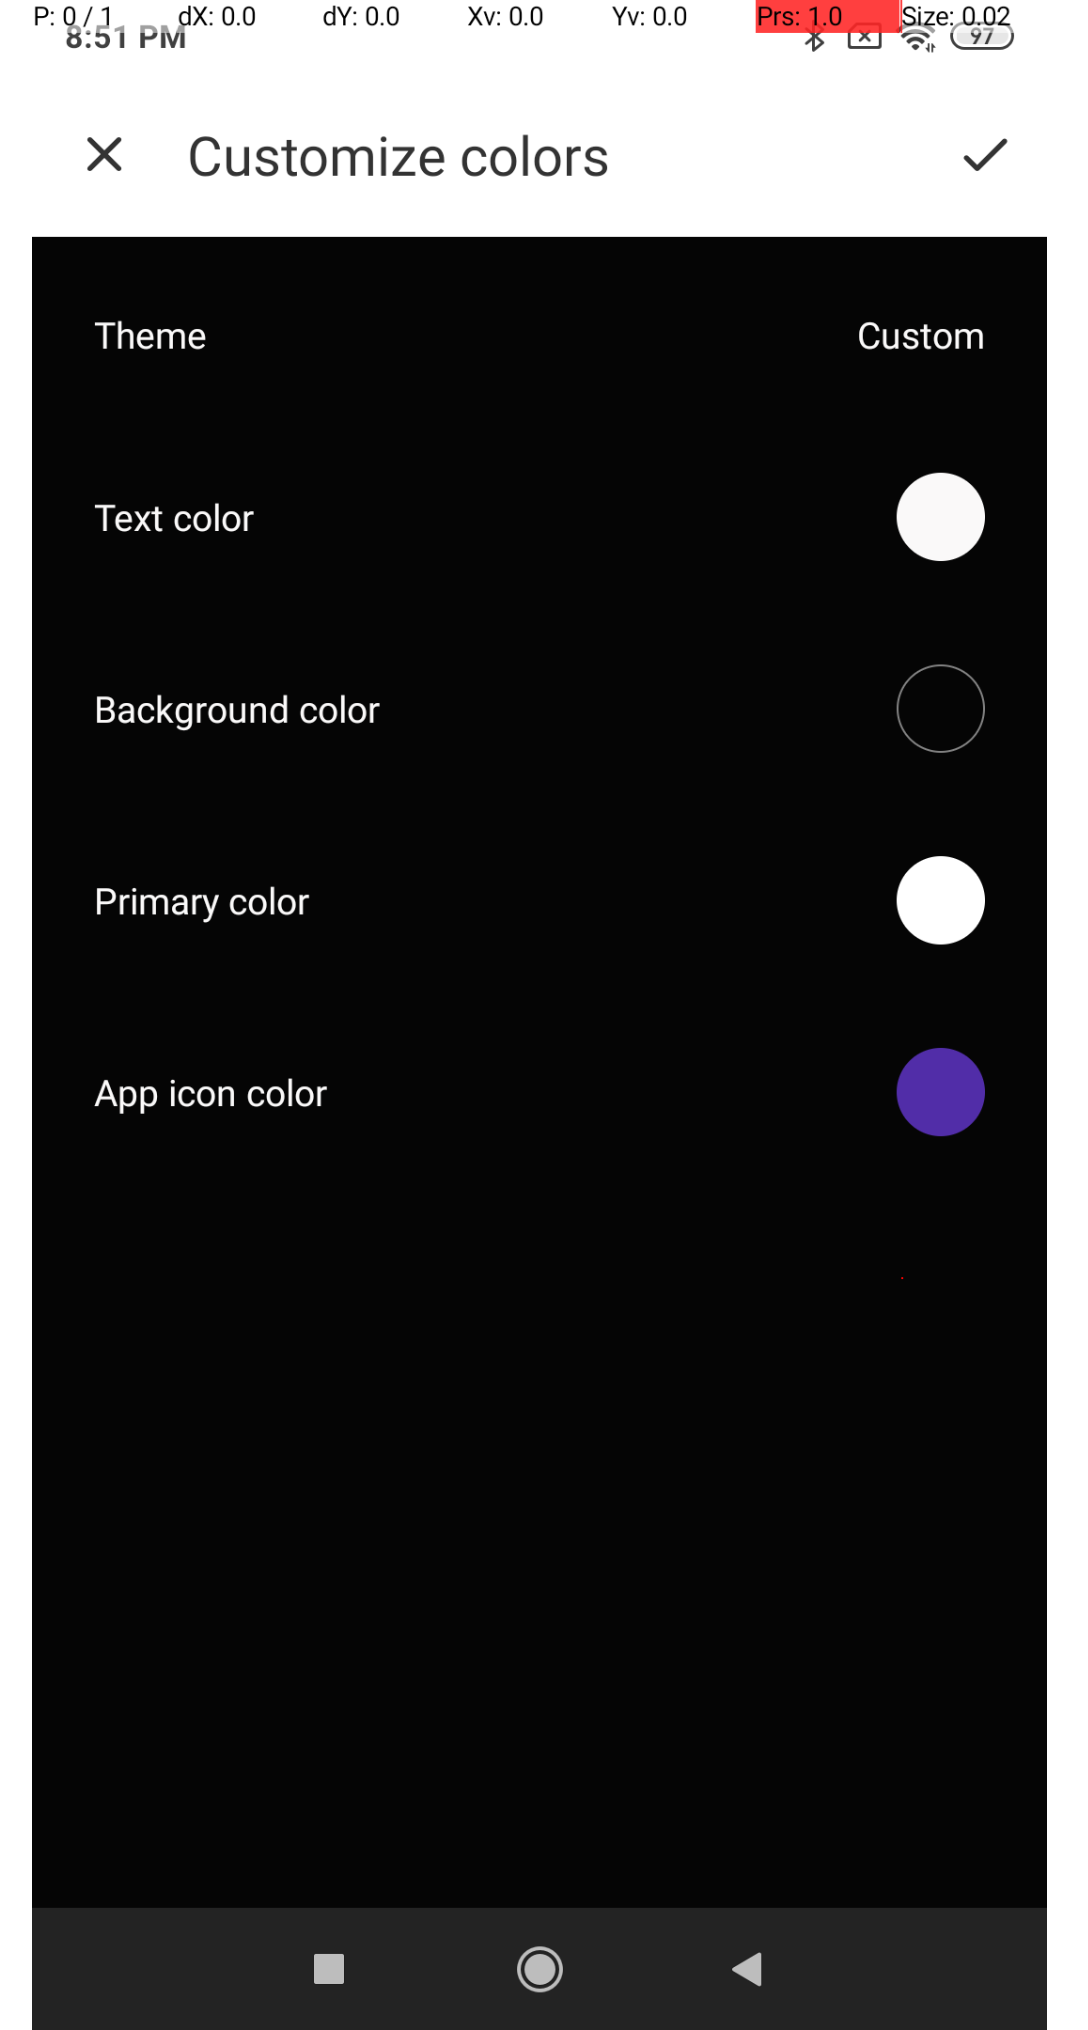 P: 0 / 1 dX: 0.0 dY: 0.0 Xv: 0.0 Yv: 0.0 Prs: 1.0 Size: 0.02
8:51 PM 97
Customize colors
Theme Custom
Text color
Background color
Primary color
App icon color